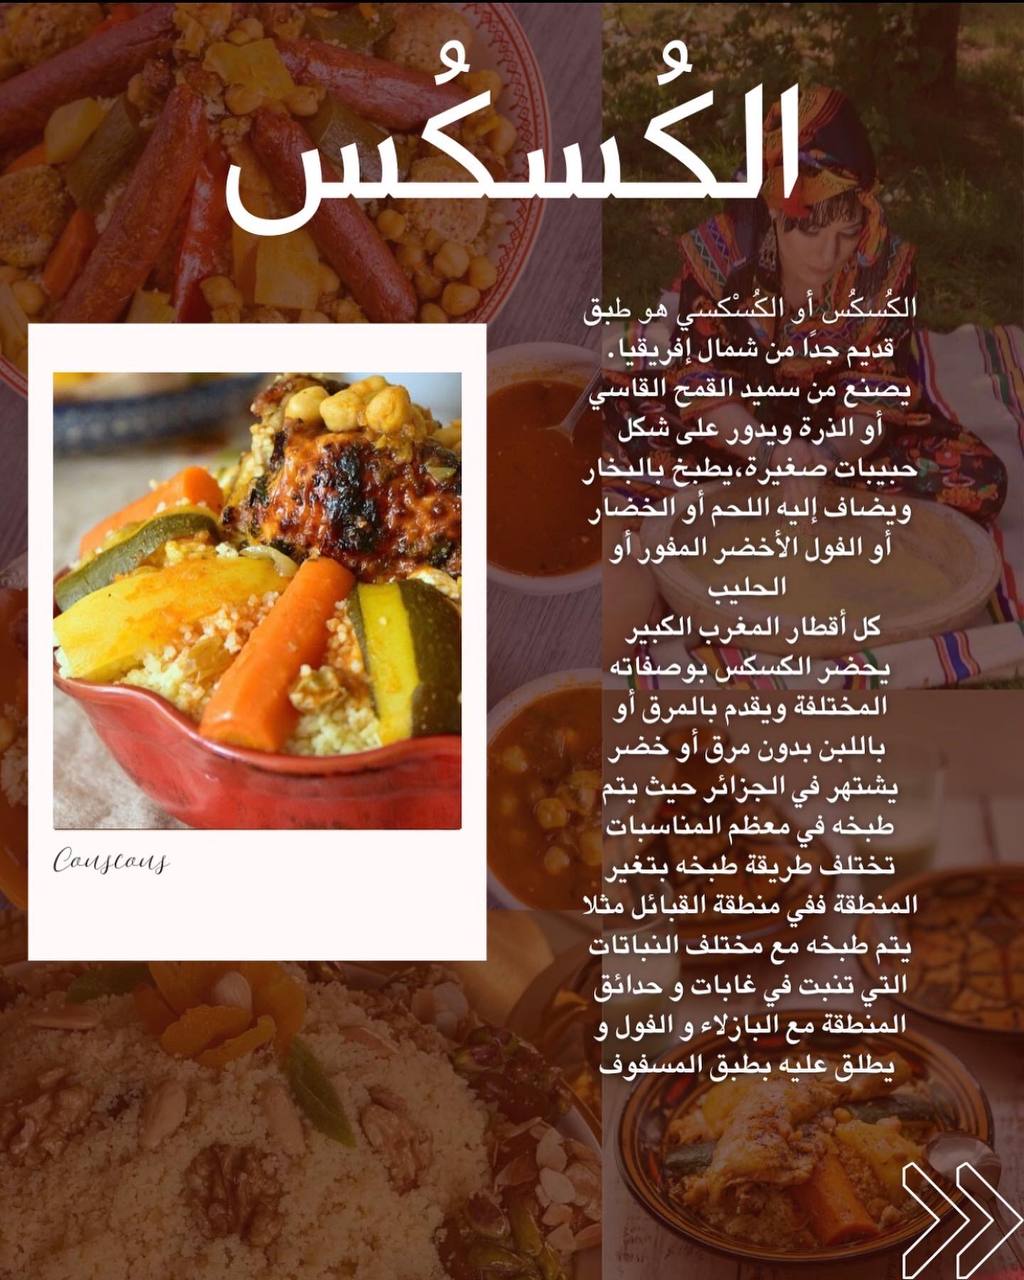 الكُسكُس
الكُسكُس أو الكُسْكسي هو طبق
قديم جدًا من شمال إفريقيا.
يصنع من سميد القمح القاسي
أو الذرة ويدور على شكل
حبيبات صغيرة،يطبخ بالبخار
ويضاف إليه اللحم أو الخضار
أو الفول الأخضر المفور أو
الحليب
كل أقطار المغرب الكبير
يحضر الكسكس بوصفاته
المختلفة ويقدم بالمرق أو
باللبن بدون مرق أو خضر
يشتهر في الجزائر حيث يتم
طبخه في معظم المناسبات
تختلف طريقة طبخه بتغير
المنطقة ففي منطقة القبائل مثلا
يتم طبخه مع مختلف النباتات
التي تنبت في غابات و حدائق
المنطقة مع البازلاء و الفول و
يطلق عليه بطبق المسفوف
Couscous